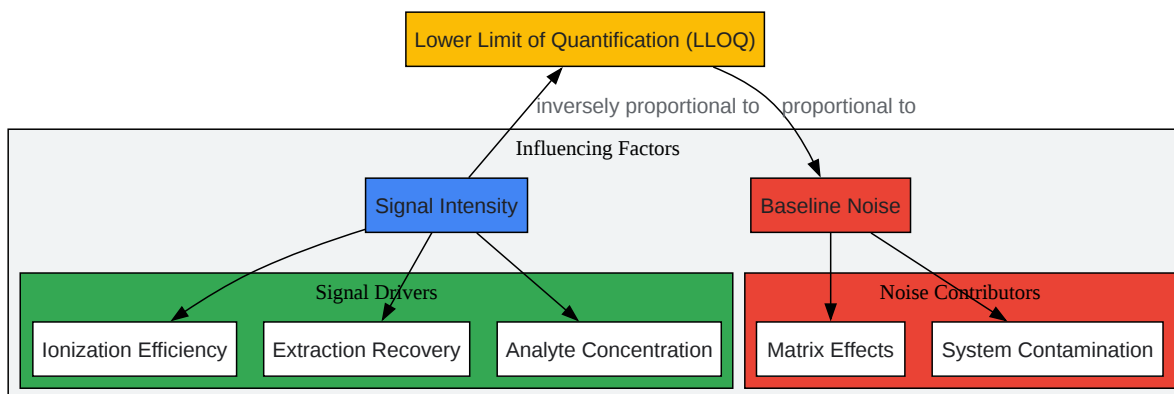 Lower Limit of Quantification (LLOQ)
inversely proportional to
proportional to
Influencing Factors
Signal Intensity
Baseline Noise
Signal Drivers
Noise Contributors
Ionization Efficiency
Extraction Recovery
Analyte Concentration
Matrix Effects
System Contamination